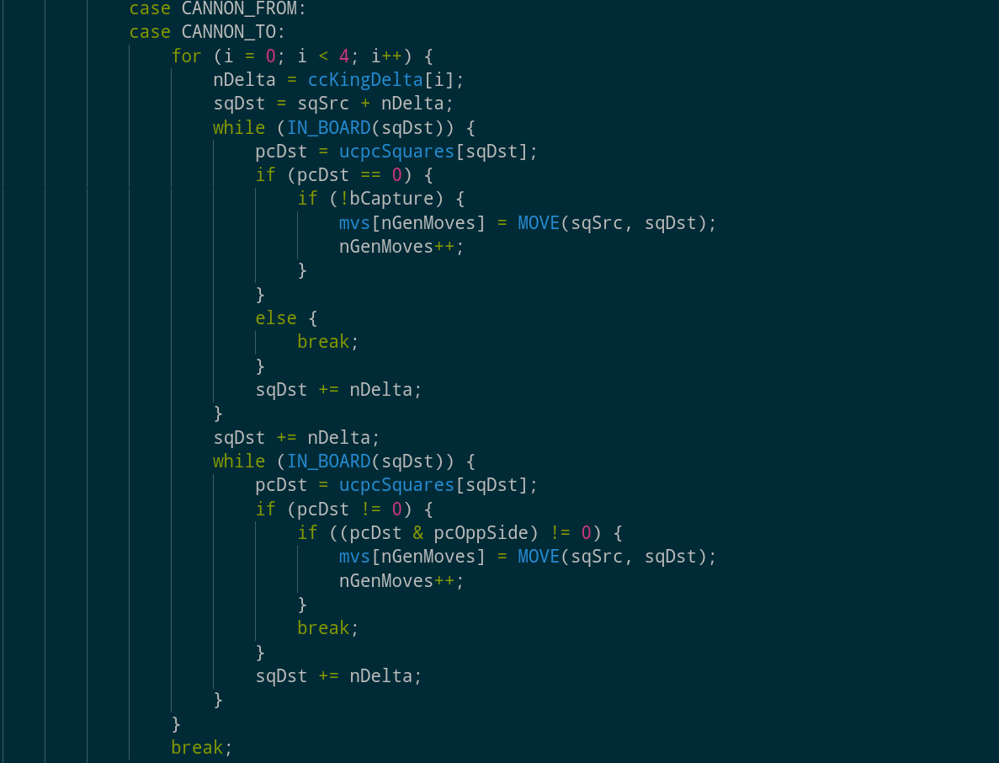 case CANNON_FROM:
case CANNON_TO:
for (i = 0; i < 4; i++) {
nDelta = ccKingDelta[i];
sqDst = sqSrc + nDelta;
while (IN_BOARD(sqDst)) {
pcDst = ucpcSquares[sqDst];
if (pcDst == 0) {
if (!bCapture) {
mvs[nGenMoves] = MOVE(sqSrc, sqDst);
nGenMoves++;
}
}
else {
break;
}
sqDst += nDelta;
}
sqDst += nDelta;
while (IN_BOARD(sqDst)) {
pcDst = ucpcSquares[sqDst];
if (pcDst != 0) {
if ((pcDst & pcOppSide) != 0) {
mvs[nGenMoves] = MOVE(sqSrc, sqDst);
nGenMoves++;
}
break;
}
sqDst += nDelta;
}
}
break;